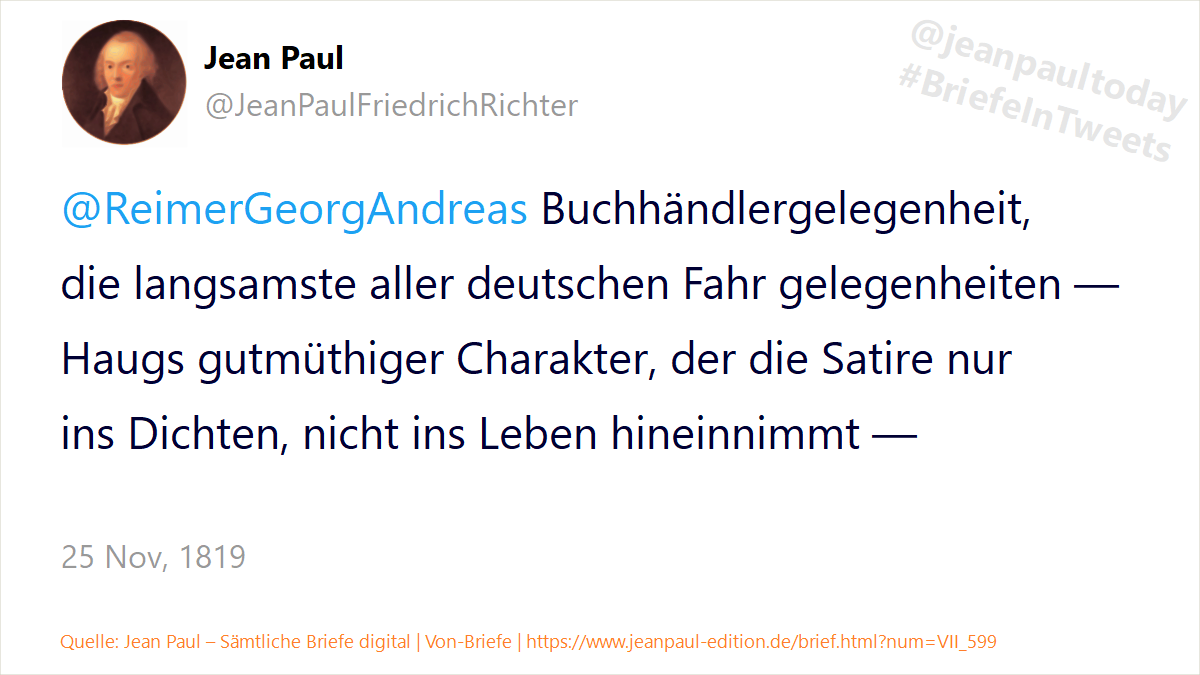 Jean Paul
@JeanPaulFriedrichRichter
@jeanpaultoday
#BriefeInTweets
@ReimerGeorgAndreas Buchhändlergelegenheit,
die langsamste aller deutschen Fahr gelegenheiten —
Haugs gutmüthiger Charakter, der die Satire nur
ins Dichten, nicht ins Leben hineinnimmt —
25 Nov, 1819
Quelle: Jean Paul – Sämtliche Briefe digital | Von-Briefe | https://www.jeanpaul-edition.de/brief.html?num=VII_599